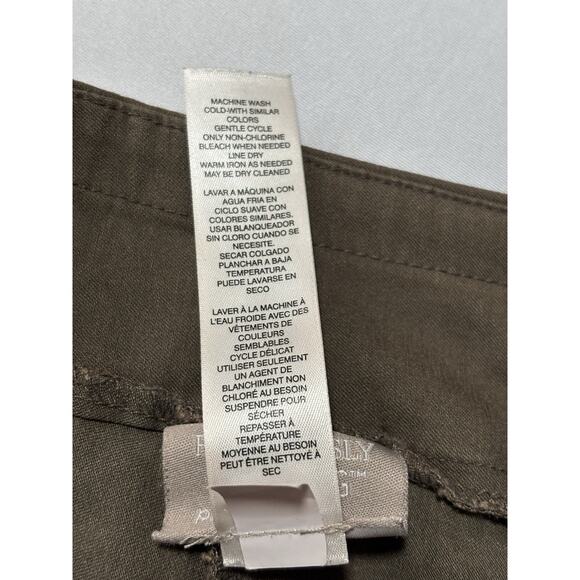 MACHINE WASH
COLD-WITH SIMILAR
COLORS
GENTLE CYCLE
ONLY NON-CHLORINE
BLEACH WHEN NEEDED
LINE DRY
WARM IRON AS NEEDED
MAY BE DRY CLEANED
LAVAR A MÁQUINA CON
AGUA FRIA EN
CICLO SUAVE CON
COLORES SIMILARES.
USAR BLANQUEADOR
SIN CLORO CUANDO SE
NECESITE.
SECAR COLGADO
PLANCHAR A BAJA
TEMPERATURA
PUEDE LAVARSE EN
SECO
LAVER À LA MACHINE À
L'EAU FROIDE AVEC DES
VÊTEMENTS DE
COULEURS
SEMBLABLES
CYCLE DÉLICAT
UTILISER SEULEMENT
UN AGENT DE
BLANCHIMENT NON
CHLORÉ AU BESOIN
SUSPENDRE POUR
SÉCHER
REPASSER À
TEMPÉRATURE
MOYENNE AU BESOIN
PEUT ÊTRE NETTOYÉ À
SEC